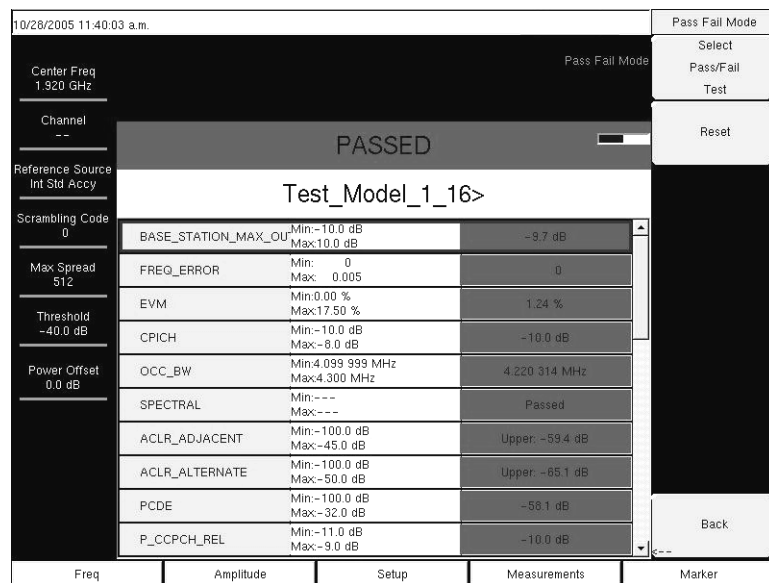 10/28/2005 11:40:03 a.m.
Pass Fail Mode
Center Freq
1.920 GHz
Channel
--
Reference Source
Int Std Accy
Scrambling Code
0
Max Spread
512
Threshold
-40.0 dB
Power Offset
0.0 dB
Pass Fail Mode
PASSED
Test_Model_1_16>
BASE_STATION_MAX_OUT Min:-10.0 dB -9.7 dB
Max:10.0 dB
FREQ_ERROR Min: 0 0
Max: 0.005
EVM Min:0.00 % 1.24 %
Max:17.50 %
CPICH Min:-10.0 dB -10.0 dB
Max:-8.0 dB
OCC_BW Min:4.099 999 MHz 4.220 314 MHz
Max:4.300 MHz
SPECTRAL Min:--- Passed
Max:---
ACLR_ADJACENT Min:-100.0 dB Upper: -59.4 dB
Max:-45.0 dB
ACLR_ALTERNATE Min:-100.0 dB Upper: -65.1 dB
Max:-50.0 dB
PCDE Min:-100.0 dB -58.1 dB
Max:-32.0 dB
P_CCPCH_REL Min:-11.0 dB -10.0 dB
Max:-9.0 dB
Select
Pass/Fail
Test
Reset
Back
<--
Freq Amplitude Setup Measurements Marker